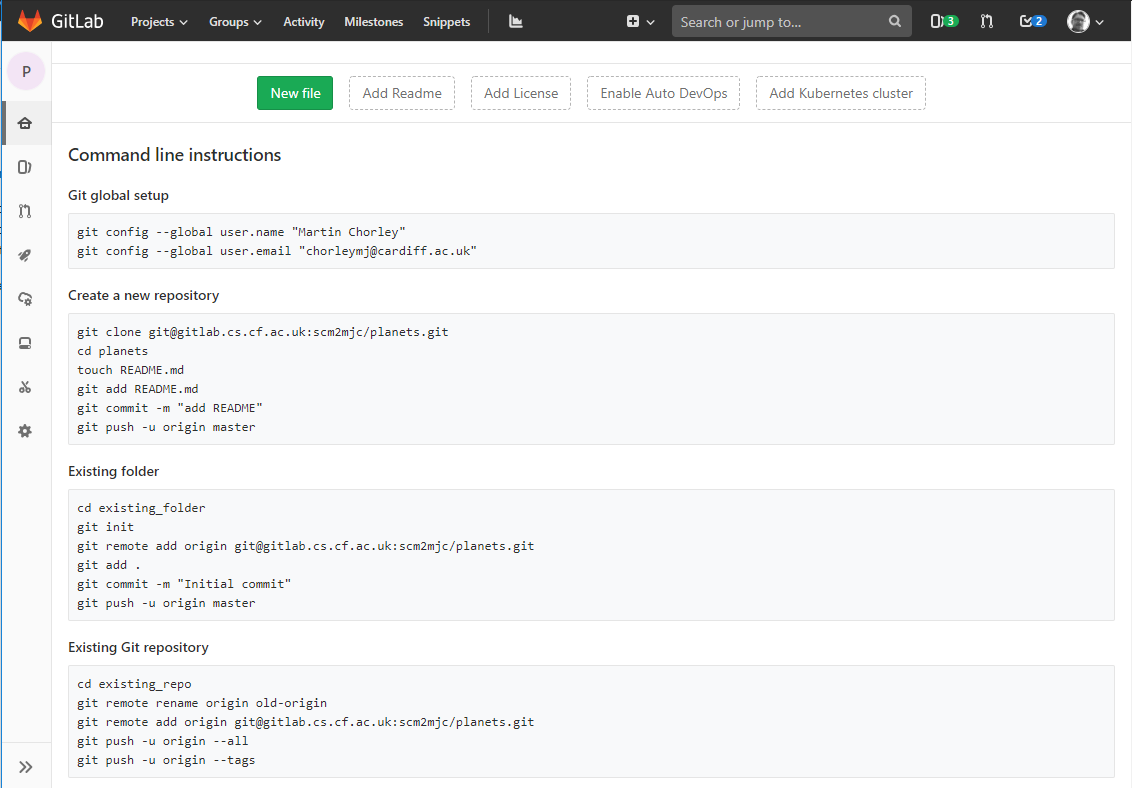 GitLab Projects Groups Activity Milestones Snippets Search or jump to... 3 2
P
New file Add Readme Add License Enable Auto DevOps Add Kubernetes cluster
Command line instructions
Git global setup
git config --global user.name "Martin Chorley"
git config --global user.email "chorleymj@cardiff.ac.uk"
Create a new repository
git clone git@gitlab.cs.cf.ac.uk:scm2mjc/planets.git
cd planets
touch README.md
git add README.md
git commit -m "add README"
git push -u origin master
Existing folder
cd existing_folder
git init
git remote add origin git@gitlab.cs.cf.ac.uk:scm2mjc/planets.git
git add .
git commit -m "Initial commit"
git push -u origin master
Existing Git repository
cd existing_repo
git remote rename origin old-origin
git remote add origin git@gitlab.cs.cf.ac.uk:scm2mjc/planets.git
git push -u origin --all
git push -u origin --tags